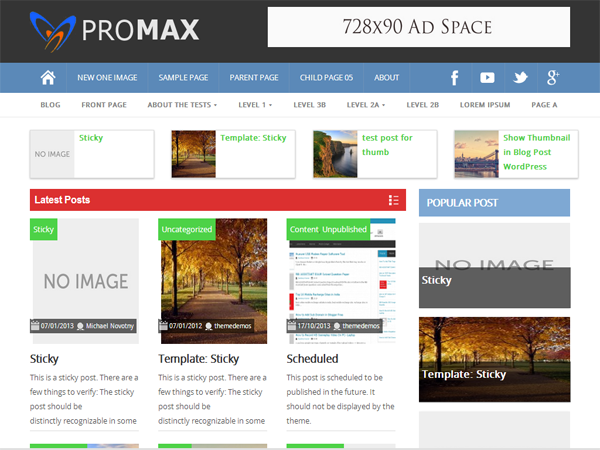 PROMAX
728x90 Ad Space
NEW ONE IMAGE SAMPLE PAGE PARENT PAGE CHILD PAGE 05 ABOUT
BLOG FRONT PAGE ABOUT THE TESTS LEVEL 1 LEVEL 3B LEVEL 2A LEVEL 2B LOREM IPSUM PAGE A
NO IMAGE
Sticky
Template: Sticky
test post for
thumb
Show Thumbnail
in Blog Post
WordPress
Latest Posts
Sticky
NO IMAGE
07/01/2013 Michael Novotny
Sticky
This is a sticky post. There are a
few things to verify: The sticky
post should be
distinctly recognizable in some
Uncategorized
07/01/2012 themedemos
Template: Sticky
This is a sticky post. There are a
few things to verify: The sticky
post should be
distinctly recognizable in some
Content Unpublished
17/10/2013 themedemos
Scheduled
This post is scheduled to be
published in the future. It
should not be displayed by the
theme.
POPULAR POST
NO IMAGE
Sticky
Template: Sticky